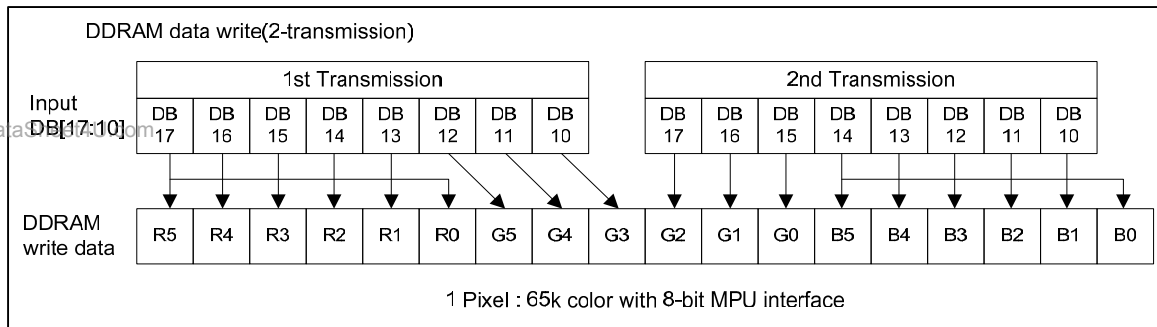 DDRAM data write(2-transmission)
1st Transmission 2nd Transmission
Input
DB[17:10]
DB DB DB DB DB DB DB DB DB DB DB DB DB DB DB DB
17 16 15 14 13 12 11 10 17 16 15 14 13 12 11 10
DDRAM
write data
R5 R4 R3 R2 R1 R0 G5 G4 G3 G2 G1 G0 B5 B4 B3 B2 B1 B0
1 Pixel : 65k color with 8-bit MPU interface